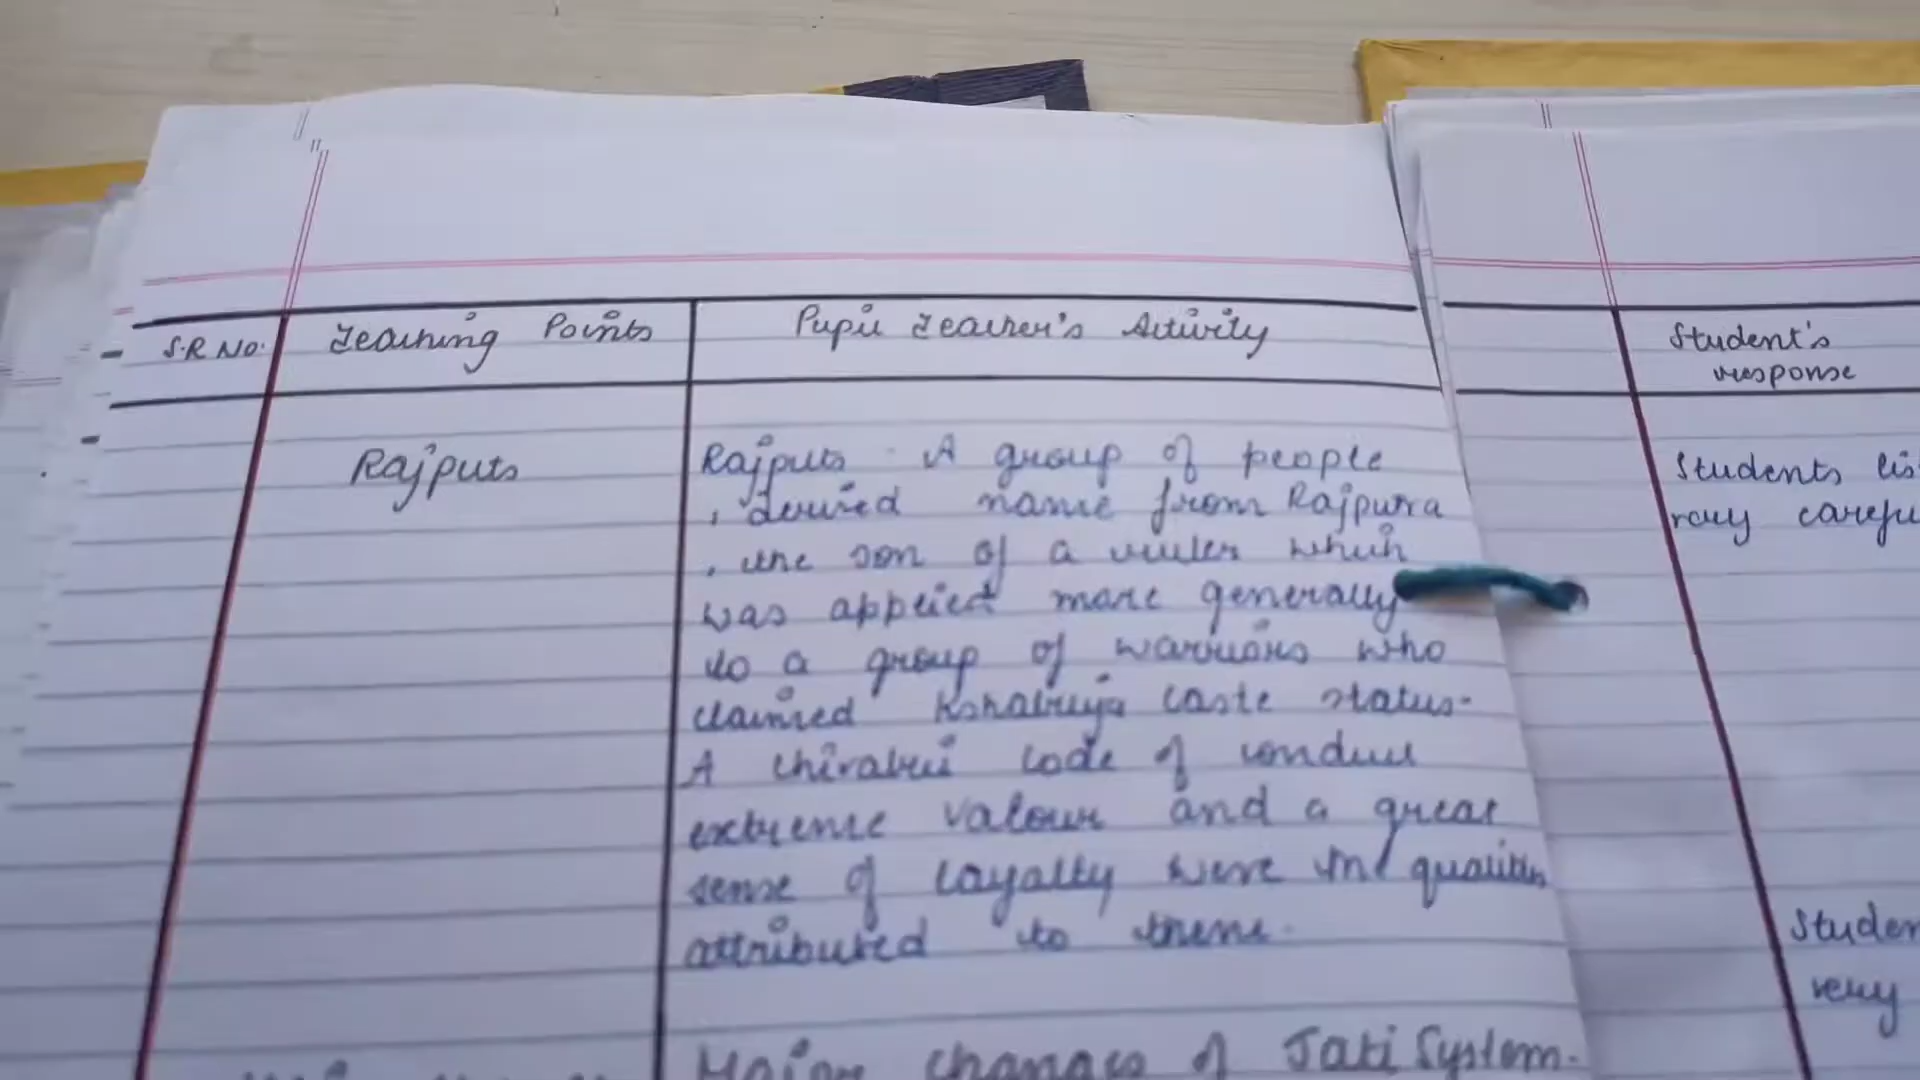 S.R No. Teaching Points Pupil Teacher's Activity
Student's
response
Rajputs
Rajputs - A group of people
, derived name from Rajputra
, the son of a ruler which
was applied more generally
to a group of warriors who
claimed Kshatriya caste status.
A chivalric code of conduct
extreme valour and a great
sense of loyalty were the qualities
attributed to them.
Major changes of Jati System.
Students lis
carefu
Studen
very